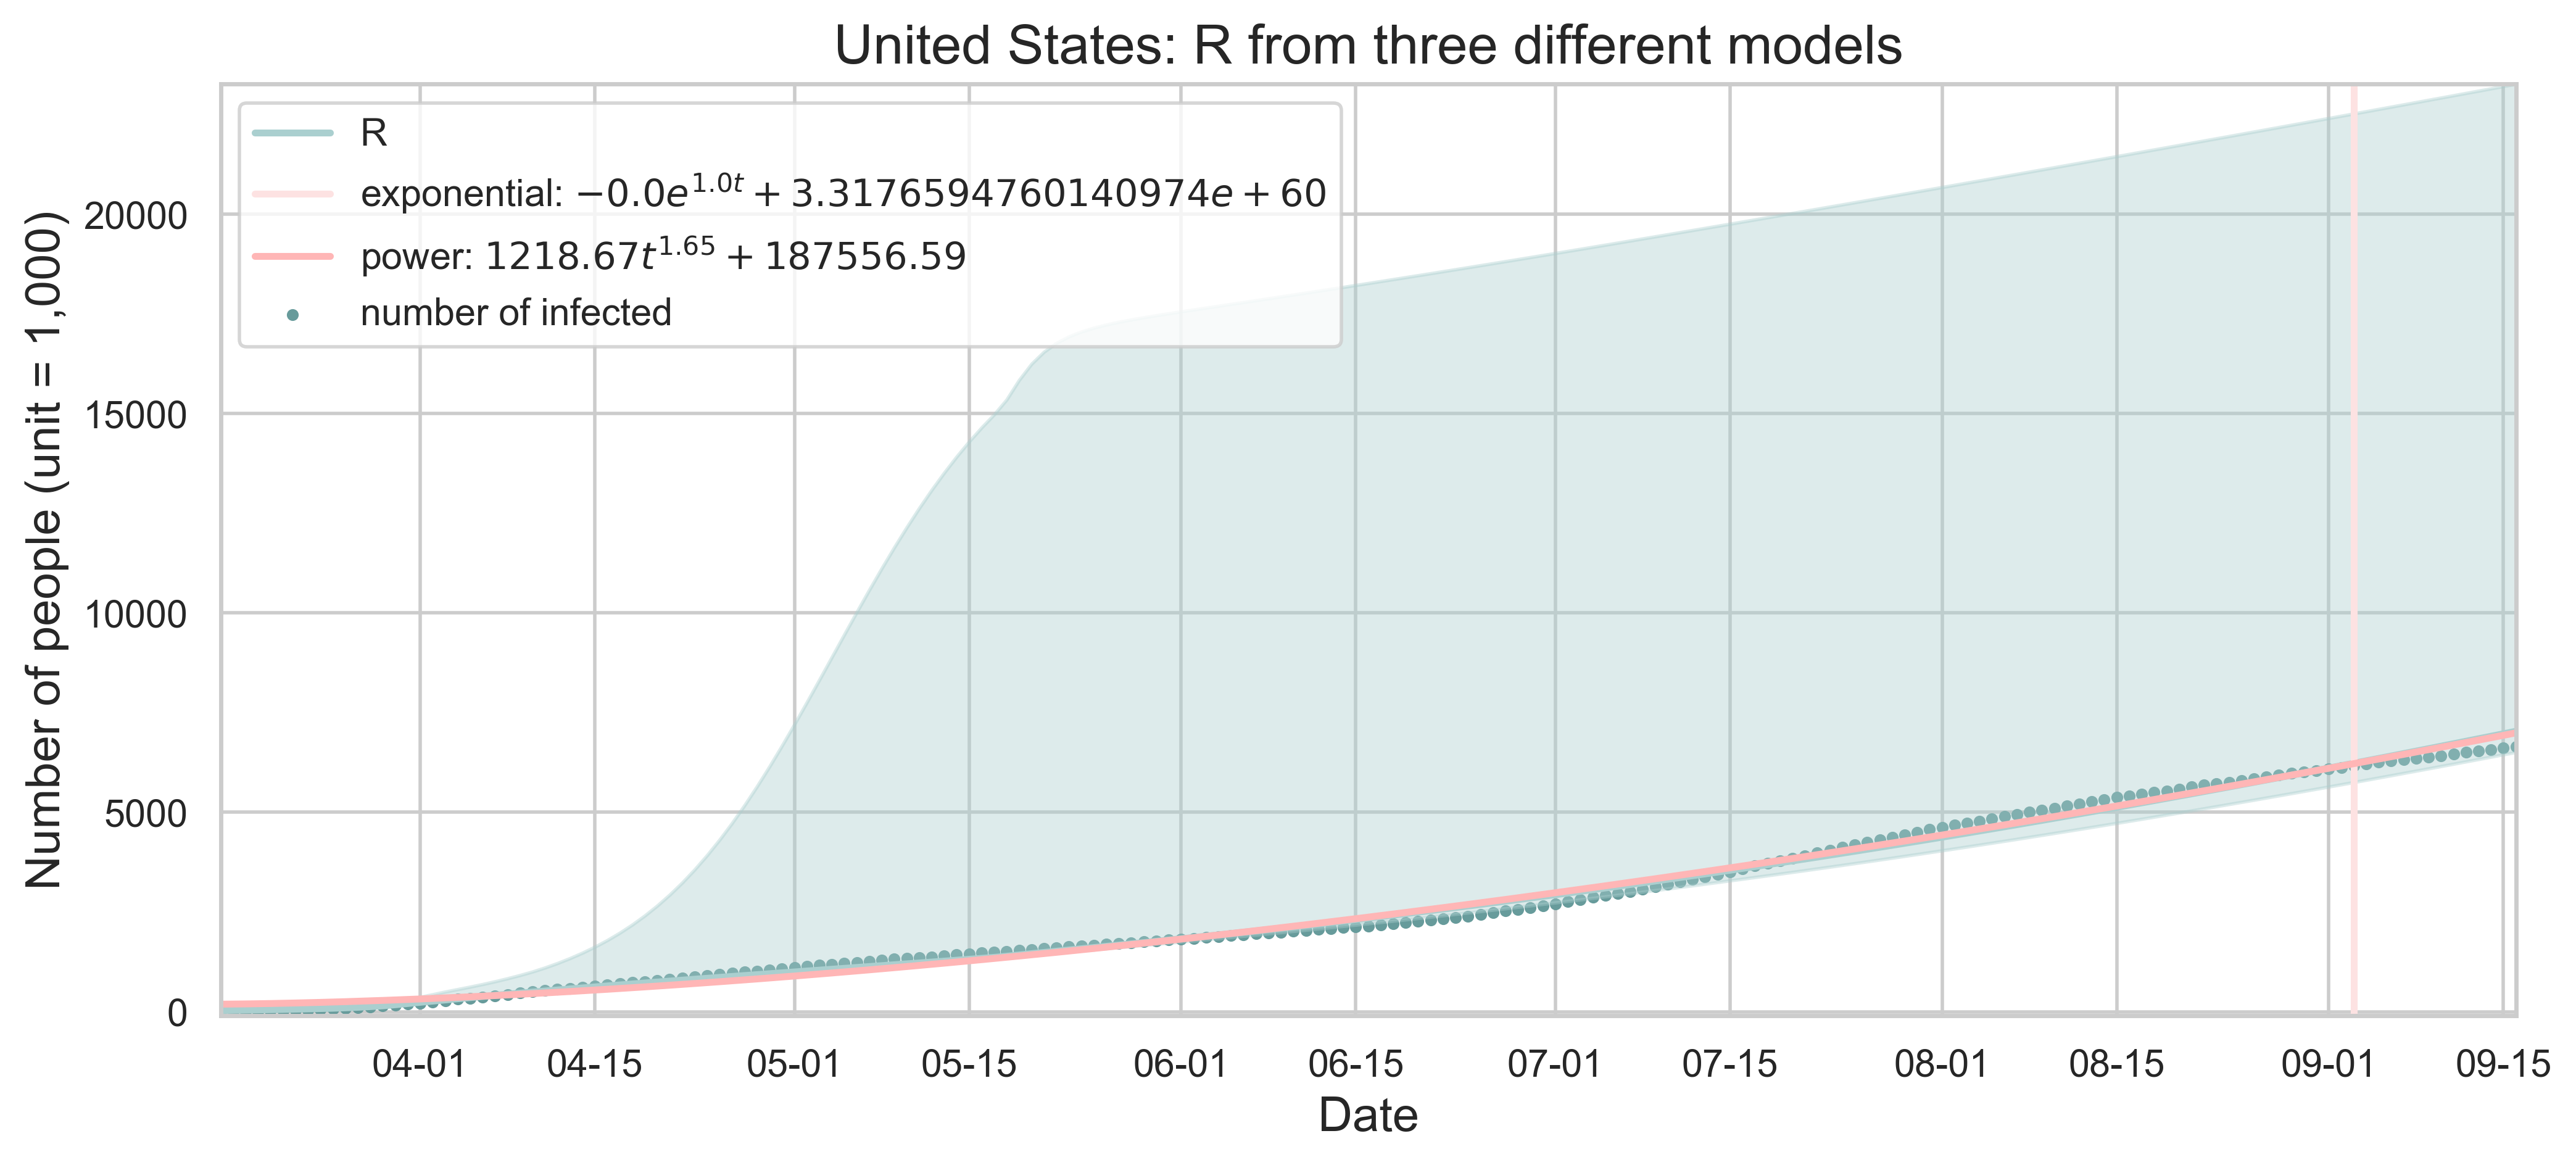 United States: R from three different models
Number of people (unit = 1,000)
20000
15000
10000
5000
0
R
exponential: −0.0e^{1.0t} + 3.3176594760140974e + 60
power: 1218.67t^{1.65} + 187556.59
number of infected
04-01 04-15 05-01 05-15 06-01 06-15 07-01 07-15 08-01 08-15 09-01 09-15
Date